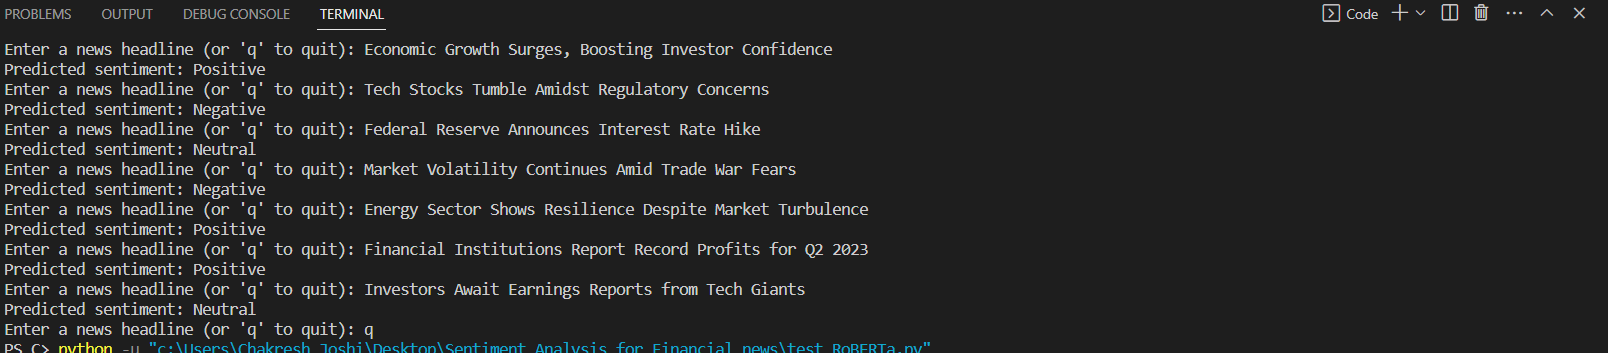 PROBLEMS OUTPUT DEBUG CONSOLE TERMINAL Code
Enter a news headline (or 'q' to quit): Economic Growth Surges, Boosting Investor Confidence
Predicted sentiment: Positive
Enter a news headline (or 'q' to quit): Tech Stocks Tumble Amidst Regulatory Concerns
Predicted sentiment: Negative
Enter a news headline (or 'q' to quit): Federal Reserve Announces Interest Rate Hike
Predicted sentiment: Neutral
Enter a news headline (or 'q' to quit): Market Volatility Continues Amid Trade War Fears
Predicted sentiment: Negative
Enter a news headline (or 'q' to quit): Energy Sector Shows Resilience Despite Market Turbulence
Predicted sentiment: Positive
Enter a news headline (or 'q' to quit): Financial Institutions Report Record Profits for Q2 2023
Predicted sentiment: Positive
Enter a news headline (or 'q' to quit): Investors Await Earnings Reports from Tech Giants
Predicted sentiment: Neutral
Enter a news headline (or 'q' to quit): q
PS C> python -u "c:\Users\Chakresh Joshi\Desktop\Sentiment Analysis for Financial news\test_RoBERTa.py"